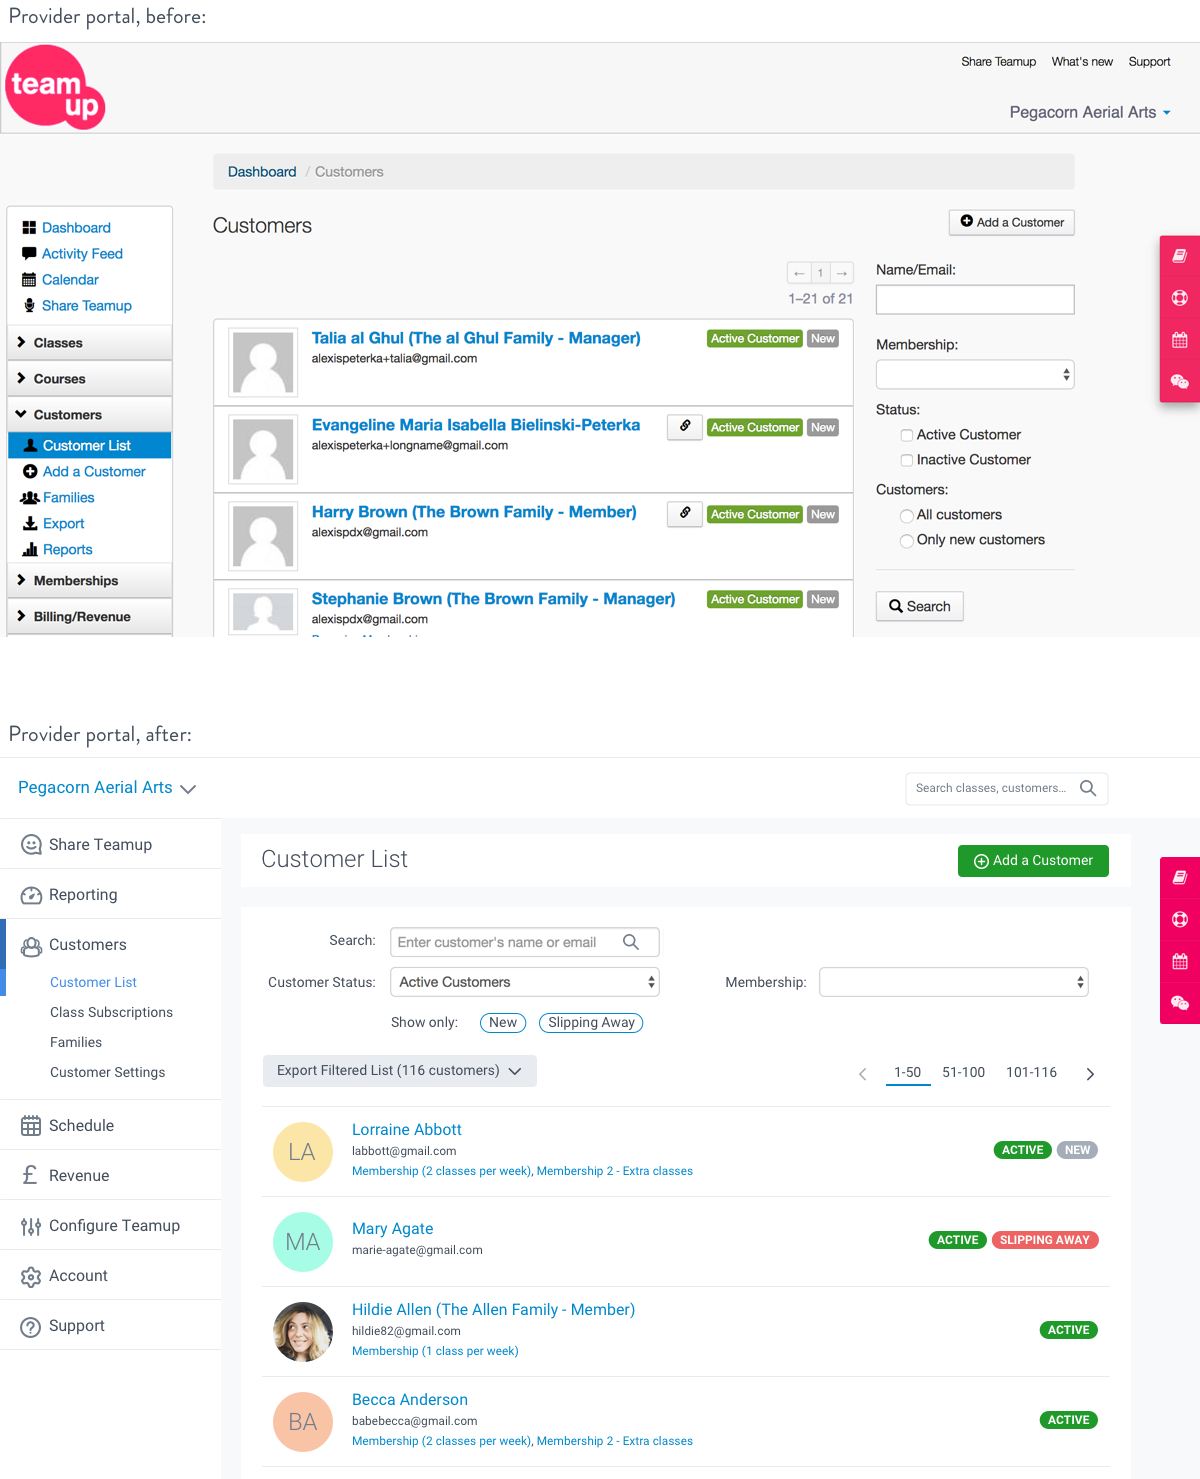 Provider portal, before:
team
up
Share Teamup What's new Support
Pegacorn Aerial Arts
Dashboard / Customers
Dashboard
Activity Feed
Calendar
Share Teamup
Classes
Courses
Customers
Customer List
Add a Customer
Families
Export
Reports
Memberships
Billing/Revenue
Customers
Add a Customer
← 1 →
1–21 of 21
Talia al Ghul (The al Ghul Family - Manager)
alexispeterka+talia@gmail.com
Active Customer New
Evangeline Maria Isabella Bielinski-Peterka
alexispeterka+longname@gmail.com
Active Customer New
Harry Brown (The Brown Family - Member)
alexispdx@gmail.com
Active Customer New
Stephanie Brown (The Brown Family - Manager)
alexispdx@gmail.com
Active Customer New
Name/Email:
Membership:
Status:
Active Customer
Inactive Customer
Customers:
All customers
Only new customers
Search
Provider portal, after:
Pegacorn Aerial Arts
Search classes, customers...
Share Teamup
Reporting
Customers
Customer List
Class Subscriptions
Families
Customer Settings
Schedule
£ Revenue
Configure Teamup
Account
Support
Customer List
Add a Customer
Search: Enter customer's name or email
Customer Status: Active Customers
Membership:
Show only: New Slipping Away
Export Filtered List (116 customers)
1-50 51-100 101-116
LA
Lorraine Abbott
labbott@gmail.com
Membership (2 classes per week), Membership 2 - Extra classes
ACTIVE NEW
MA
Mary Agate
marie-agate@gmail.com
ACTIVE SLIPPING AWAY
Hildie Allen (The Allen Family - Member)
hildie82@gmail.com
Membership (1 class per week)
ACTIVE
BA
Becca Anderson
babebecca@gmail.com
Membership (2 classes per week), Membership 2 - Extra classes
ACTIVE